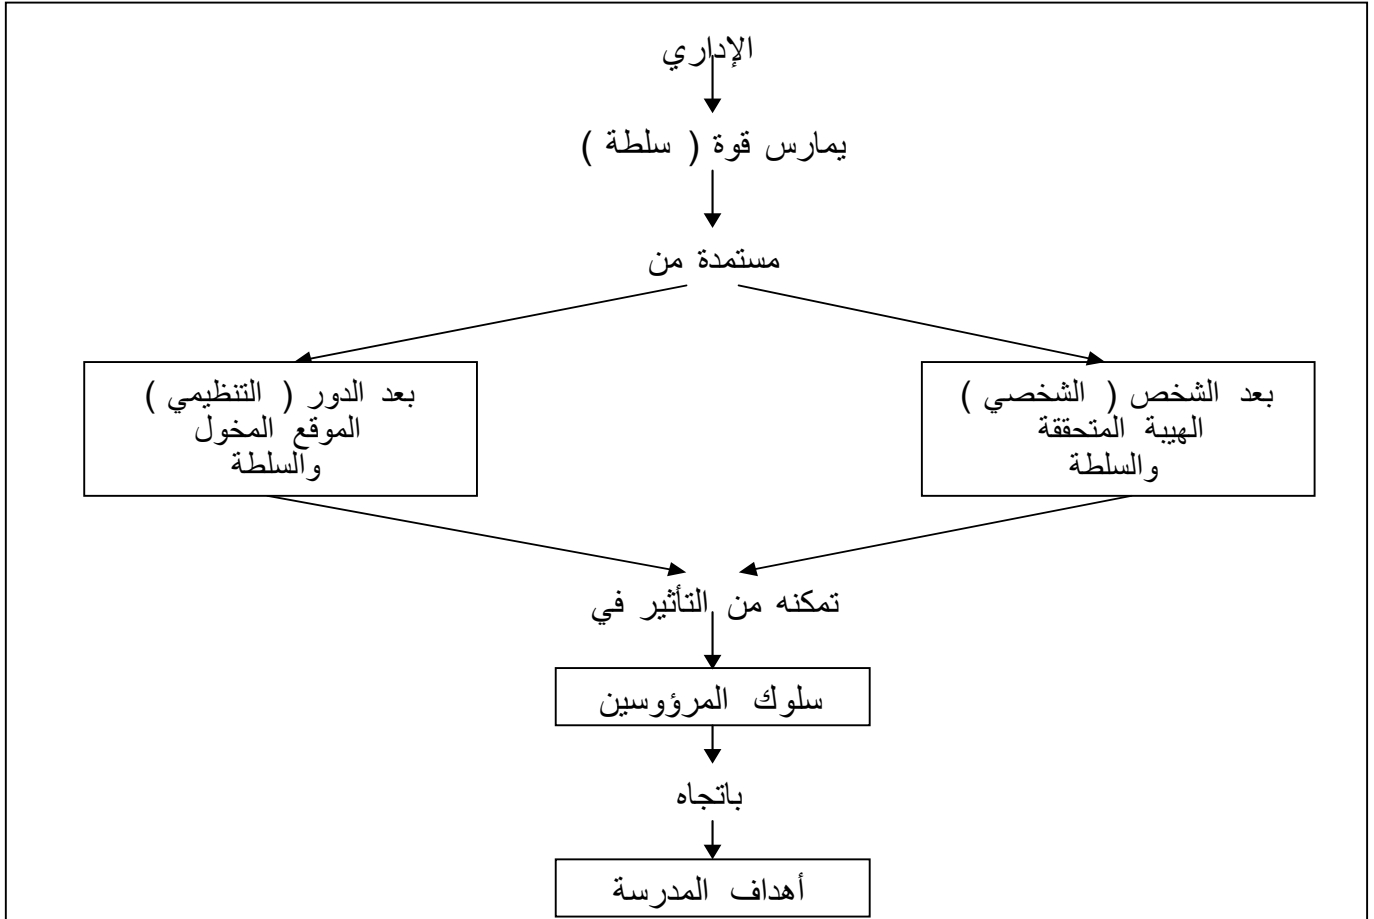 الإداري
يمارس قوة ( سلطة )
مستمدة من
بعد الشخص ( الشخصي )
الهيبة المتحققة
والسلطة
بعد الدور ( التنظيمي )
الموقع المخول
والسلطة
تمكنه من التأثير في
سلوك المرؤوسين
باتجاه
أهداف المدرسة